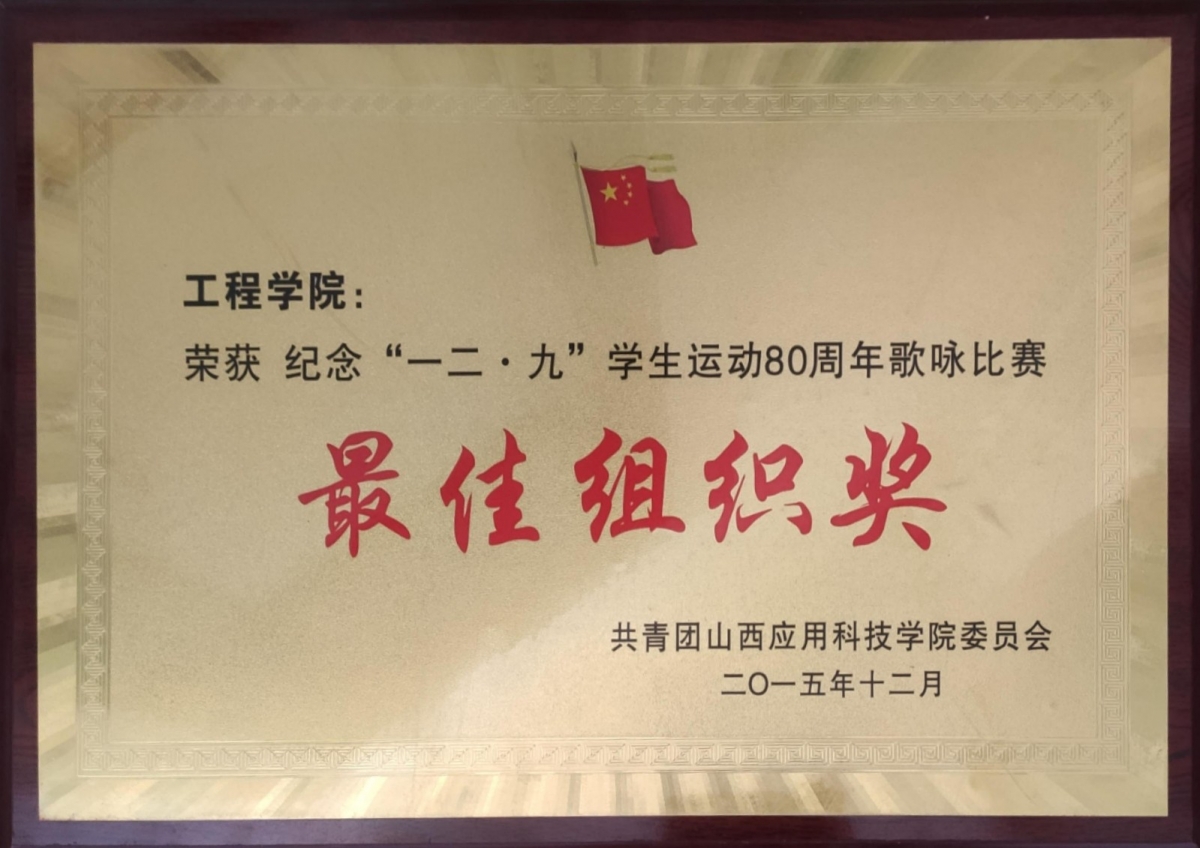 工程学院：
荣获 纪念“一二·九”学生运动80周年歌咏比赛
最佳组织奖
共青团山西应用科技学院委员会
二〇一五年十二月